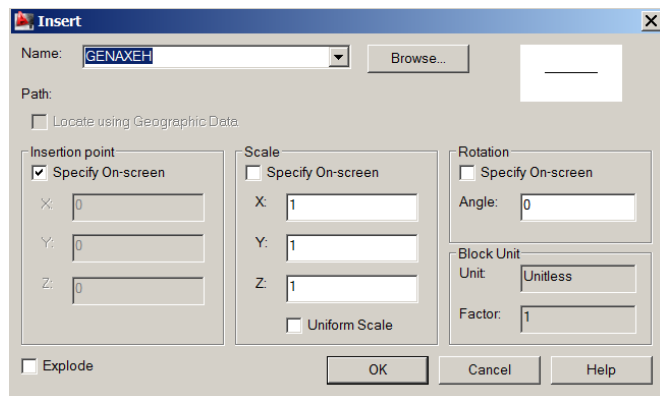 Insert
Name: GENAXEH Browse...
Path:
Locate using Geographic Data
Insertion point
Specify On-screen
X: 0
Y: 0
Z: 0
Scale
Specify On-screen
X: 1
Y: 1
Z: 1
Uniform Scale
Rotation
Specify On-screen
Angle: 0
Block Unit
Unit: Unitless
Factor: 1
Explode
OK Cancel Help